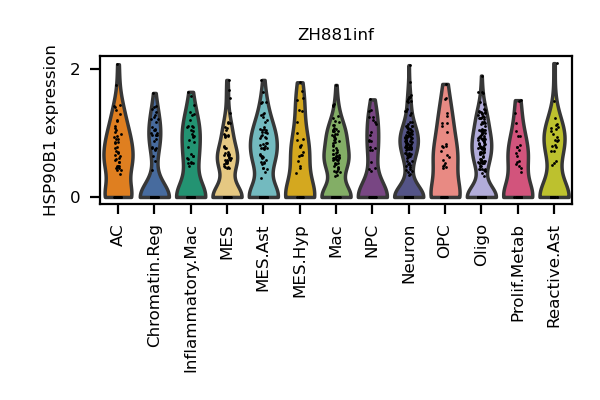 ZH881inf
HSP90B1 expression
2
0
AC
Chromatin.Reg
Inflammatory.Mac
MES
MES.Ast
MES.Hyp
Mac
NPC
Neuron
OPC
Oligo
Prolif.Metab
Reactive.Ast